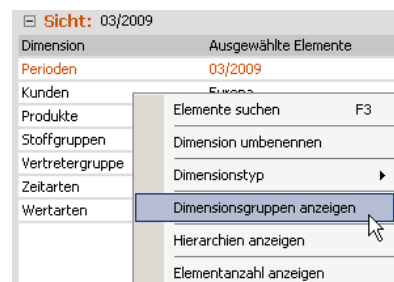 Sicht: 03/2009
Dimension Ausgewählte Elemente
Perioden 03/2009
Kunden Europa
Produkte
Stoffgruppen
Vertretergruppe
Zeitarten
Wertarten
Elemente suchen F3
Dimension umbenennen
Dimensionstyp
Dimensionsgruppen anzeigen
Hierarchien anzeigen
Elementanzahl anzeigen